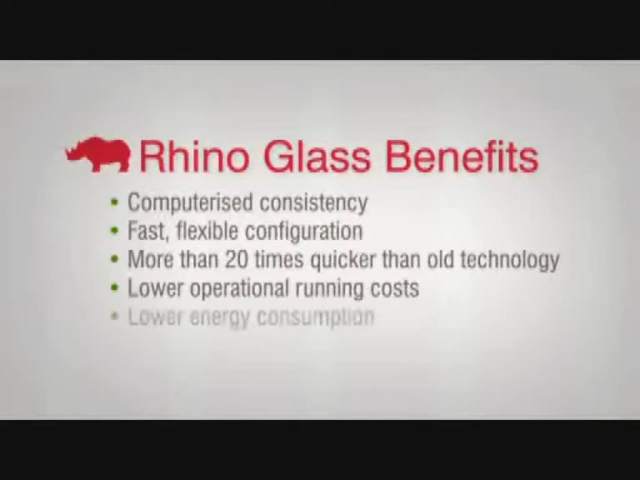 Rhino Glass Benefits
• Computerised consistency
• Fast, flexible configuration
• More than 20 times quicker than old technology
• Lower operational running costs
• Lower energy consumption